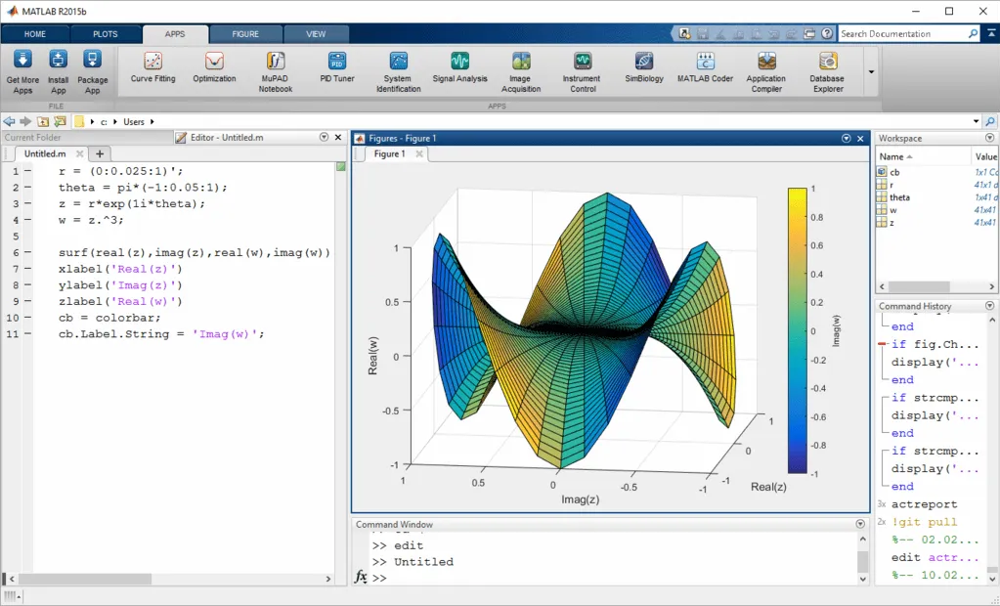 MATLAB R2015b
HOME PLOTS APPS FIGURE VIEW
Search Documentation
Get More Apps
Install App
Package App
Curve Fitting
Optimization
MuPAD Notebook
PID Tuner
System Identification
Signal Analysis
Image Acquisition
Instrument Control
SimBiology
MATLAB Coder
Application Compiler
Database Explorer
FILE APPS
c: Users
Current Folder
Editor - Untitled.m
Untitled.m
1 r = (0:0.025:1)';
2 theta = pi*(-1:0.05:1);
3 z = r*exp(1i*theta);
4 w = z.^3;
5
6 surf(real(z),imag(z),real(w),imag(w))
7 xlabel('Real(z)')
8 ylabel('Imag(z)')
9 zlabel('Real(w)')
10 cb = colorbar;
11 cb.Label.String = 'Imag(w)';
Figures - Figure 1
Figure 1
1
0.5
0
-0.5
-1
Real(w)
1 0.5 0 -0.5 -1
Imag(z)
-1 0 1
Real(z)
1
0.8
0.6
0.4
0.2
0
-0.2
-0.4
-0.6
-0.8
-1
Imag(w)
Command Window
>> edit
>> Untitled
fx >>
Workspace
Name Value
cb 1x1 Co
r 41x1 d
theta 1x41 d
w 41x41
z 41x41
Command History
end
if fig.Ch...
display('...
end
if strcmp...
display('...
end
if strcmp...
display('...
end
3x actreport
2x !git pull
%-- 02.02...
edit actr...
%-- 10.02...